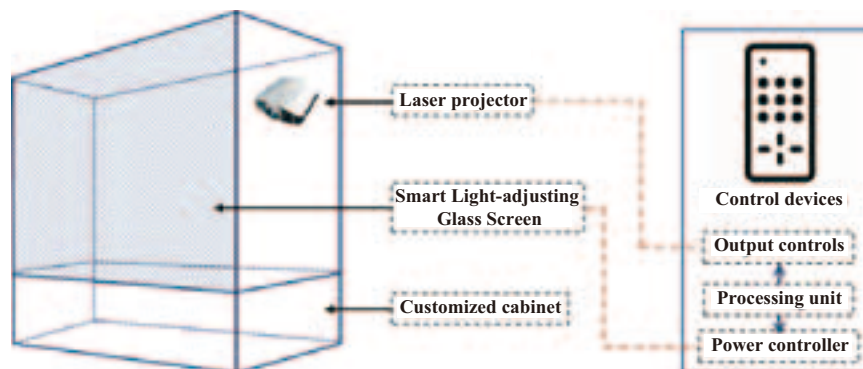 Laser projector
Smart Light-adjusting
Glass Screen
Customized cabinet
Control devices
Output controls
Processing unit
Power controller